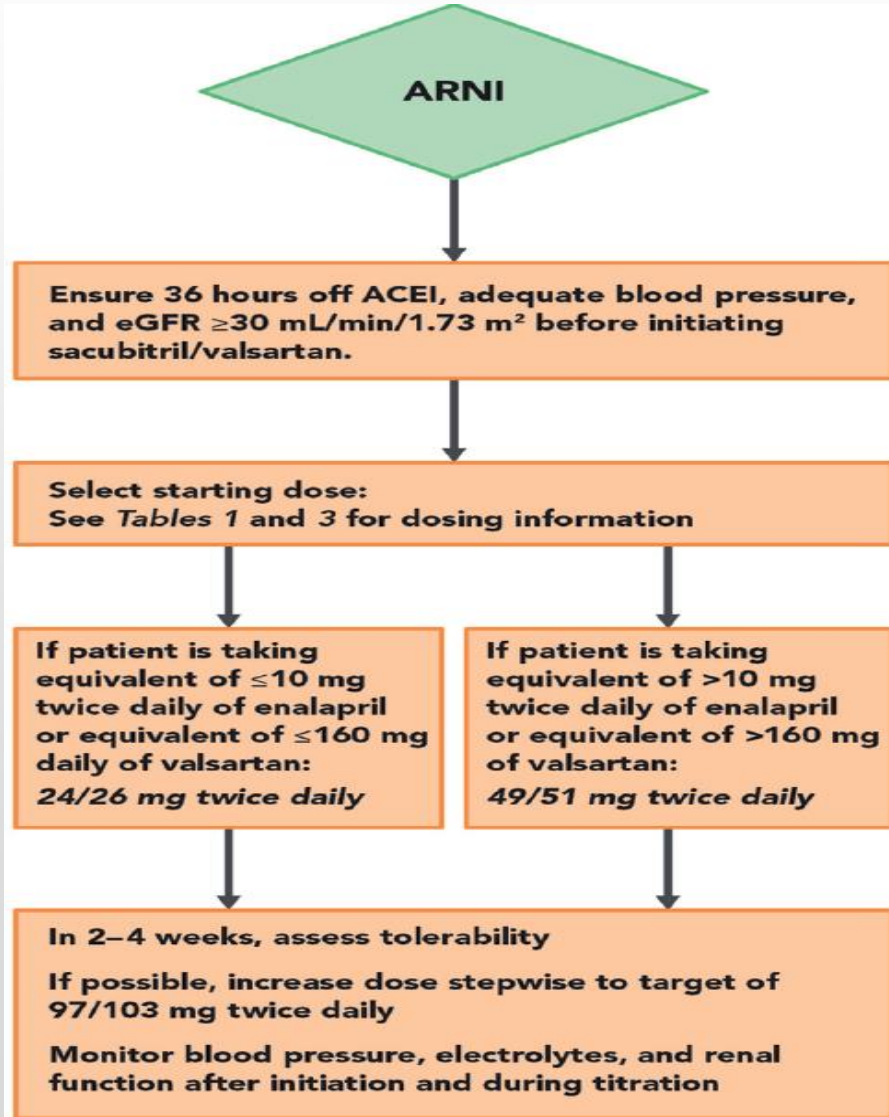 ARNI
Ensure 36 hours off ACEI, adequate blood pressure,
and eGFR ≥30 mL/min/1.73 m² before initiating
sacubitril/valsartan.
Select starting dose:
See Tables 1 and 3 for dosing information
If patient is taking
equivalent of ≤10 mg
twice daily of enalapril
or equivalent of ≤160 mg
daily of valsartan:
24/26 mg twice daily
If patient is taking
equivalent of >10 mg
twice daily of enalapril
or equivalent of >160 mg
of valsartan:
49/51 mg twice daily
In 2–4 weeks, assess tolerability
If possible, increase dose stepwise to target of
97/103 mg twice daily
Monitor blood pressure, electrolytes, and renal
function after initiation and during titration